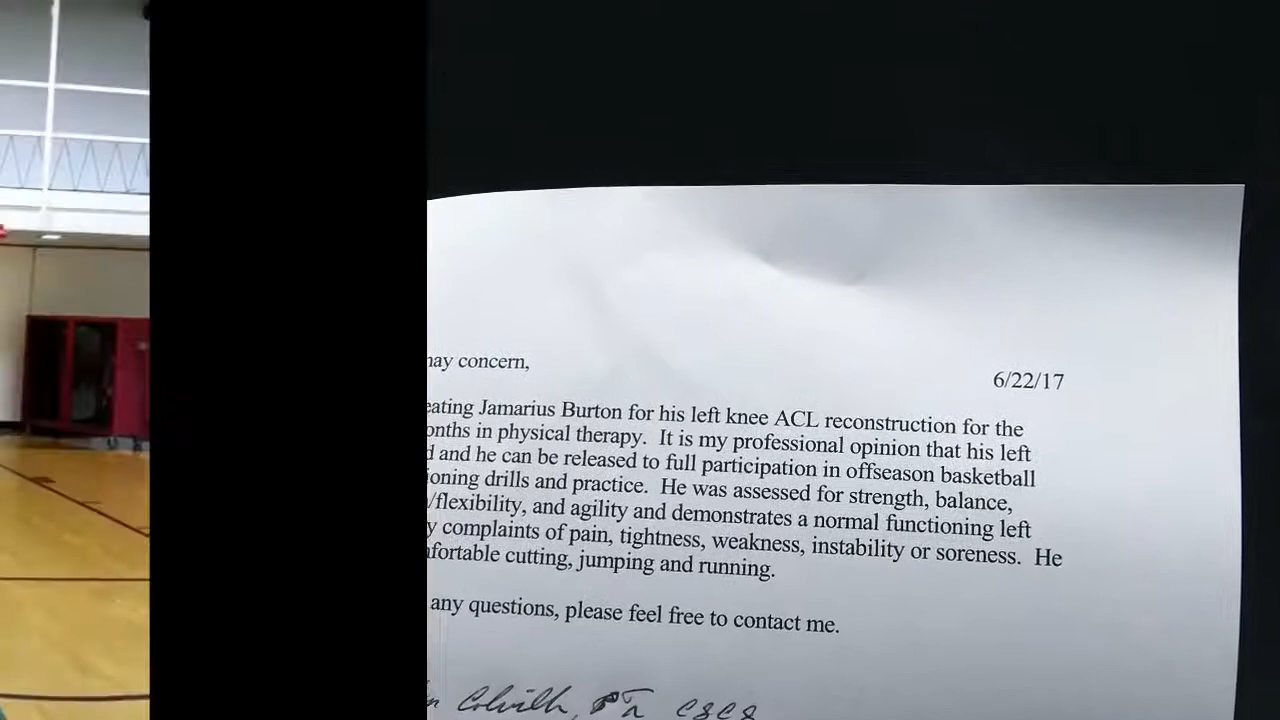 may concern,
6/22/17
eating Jamarius Burton for his left knee ACL reconstruction for the
onths in physical therapy. It is my professional opinion that his left
d and he can be released to full participation in offseason basketball
ioning drills and practice. He was assessed for strength, balance,
/flexibility, and agility and demonstrates a normal functioning left
y complaints of pain, tightness, weakness, instability or soreness. He
fortable cutting, jumping and running.
any questions, please feel free to contact me.
CSCS